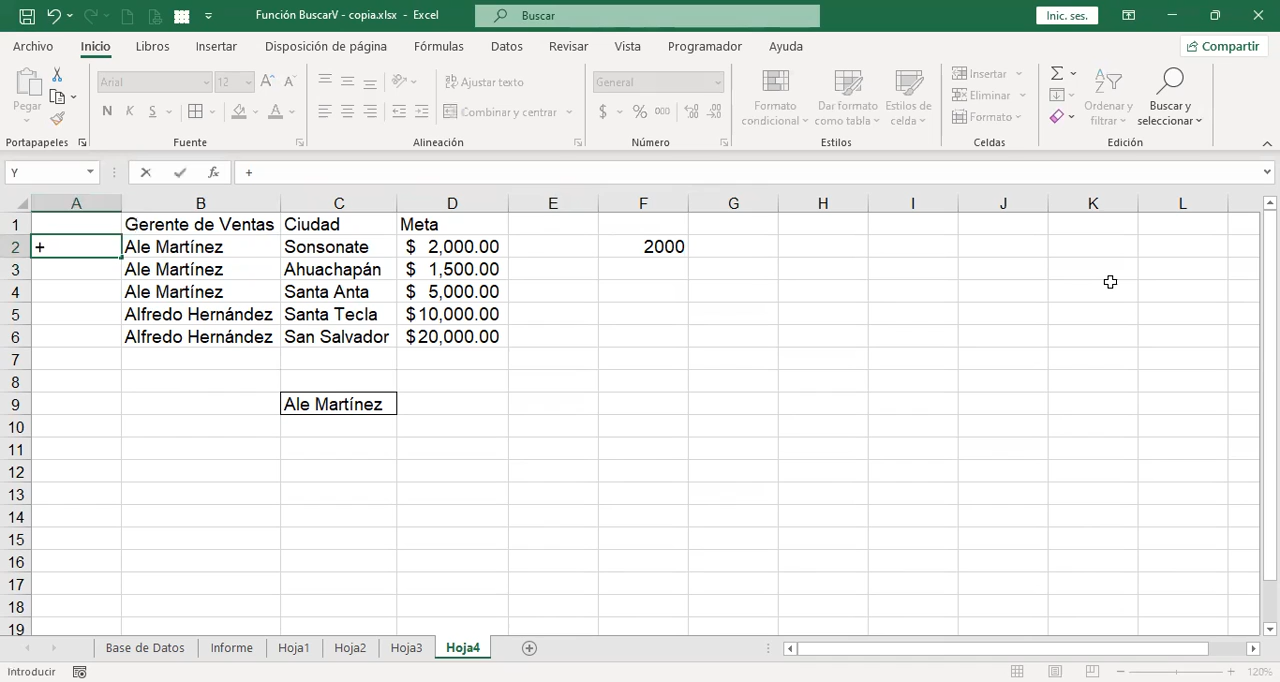 Función BuscarV - copia.xlsx - Excel
Buscar
Inic. ses.
Archivo Inicio Libros Insertar Disposición de página Fórmulas Datos Revisar Vista Programador Ayuda
Compartir
Pegar
Arial 12
N K S
Ajustar texto
Combinar y centrar
General
$ % 000
Formato condicional
Dar formato como tabla
Estilos de celda
Insertar
Eliminar
Formato
Ordenar y filtrar
Buscar y seleccionar
Portapapeles Fuente Alineación Número Estilos Celdas Edición
Y fx +
A B C D E F G H I J K L
1 Gerente de Ventas Ciudad Meta
2 + Ale Martínez Sonsonate $ 2,000.00 2000
3 Ale Martínez Ahuachapán $ 1,500.00
4 Ale Martínez Santa Anta $ 5,000.00
5 Alfredo Hernández Santa Tecla $10,000.00
6 Alfredo Hernández San Salvador $20,000.00
7
8
9 Ale Martínez
10
11
12
13
14
15
16
17
18
19
Base de Datos Informe Hoja1 Hoja2 Hoja3 Hoja4
Introducir 120%